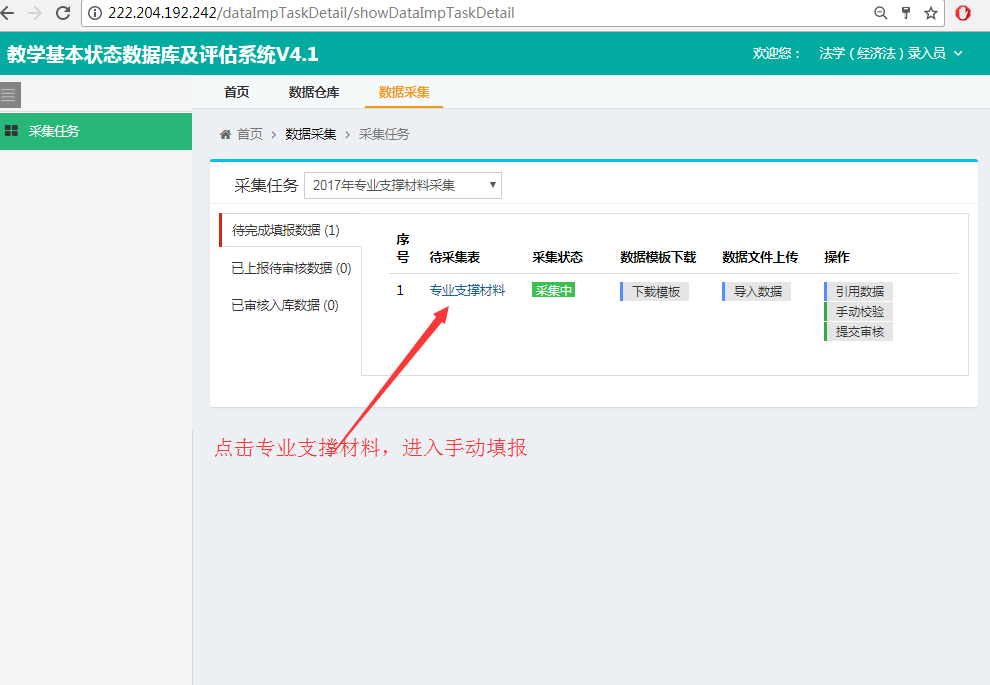 222.204.192.242/dataImpTaskDetail/showDataImpTaskDetail
教学基本状态数据库及评估系统V4.1
欢迎您： 法学 ( 经济法 ) 录入员
首页 数据仓库 数据采集
采集任务
首页 > 数据采集 > 采集任务
采集任务 2017年专业支撑材料采集
待完成填报数据 (1)
已上报待审核数据 (0)
已审核入库数据 (0)
序号 待采集表 采集状态 数据模板下载 数据文件上传 操作
1 专业支撑材料 采集中 下载模板 导入数据 引用数据
手动校验
提交审核
点击专业支撑材料，进入手动填报